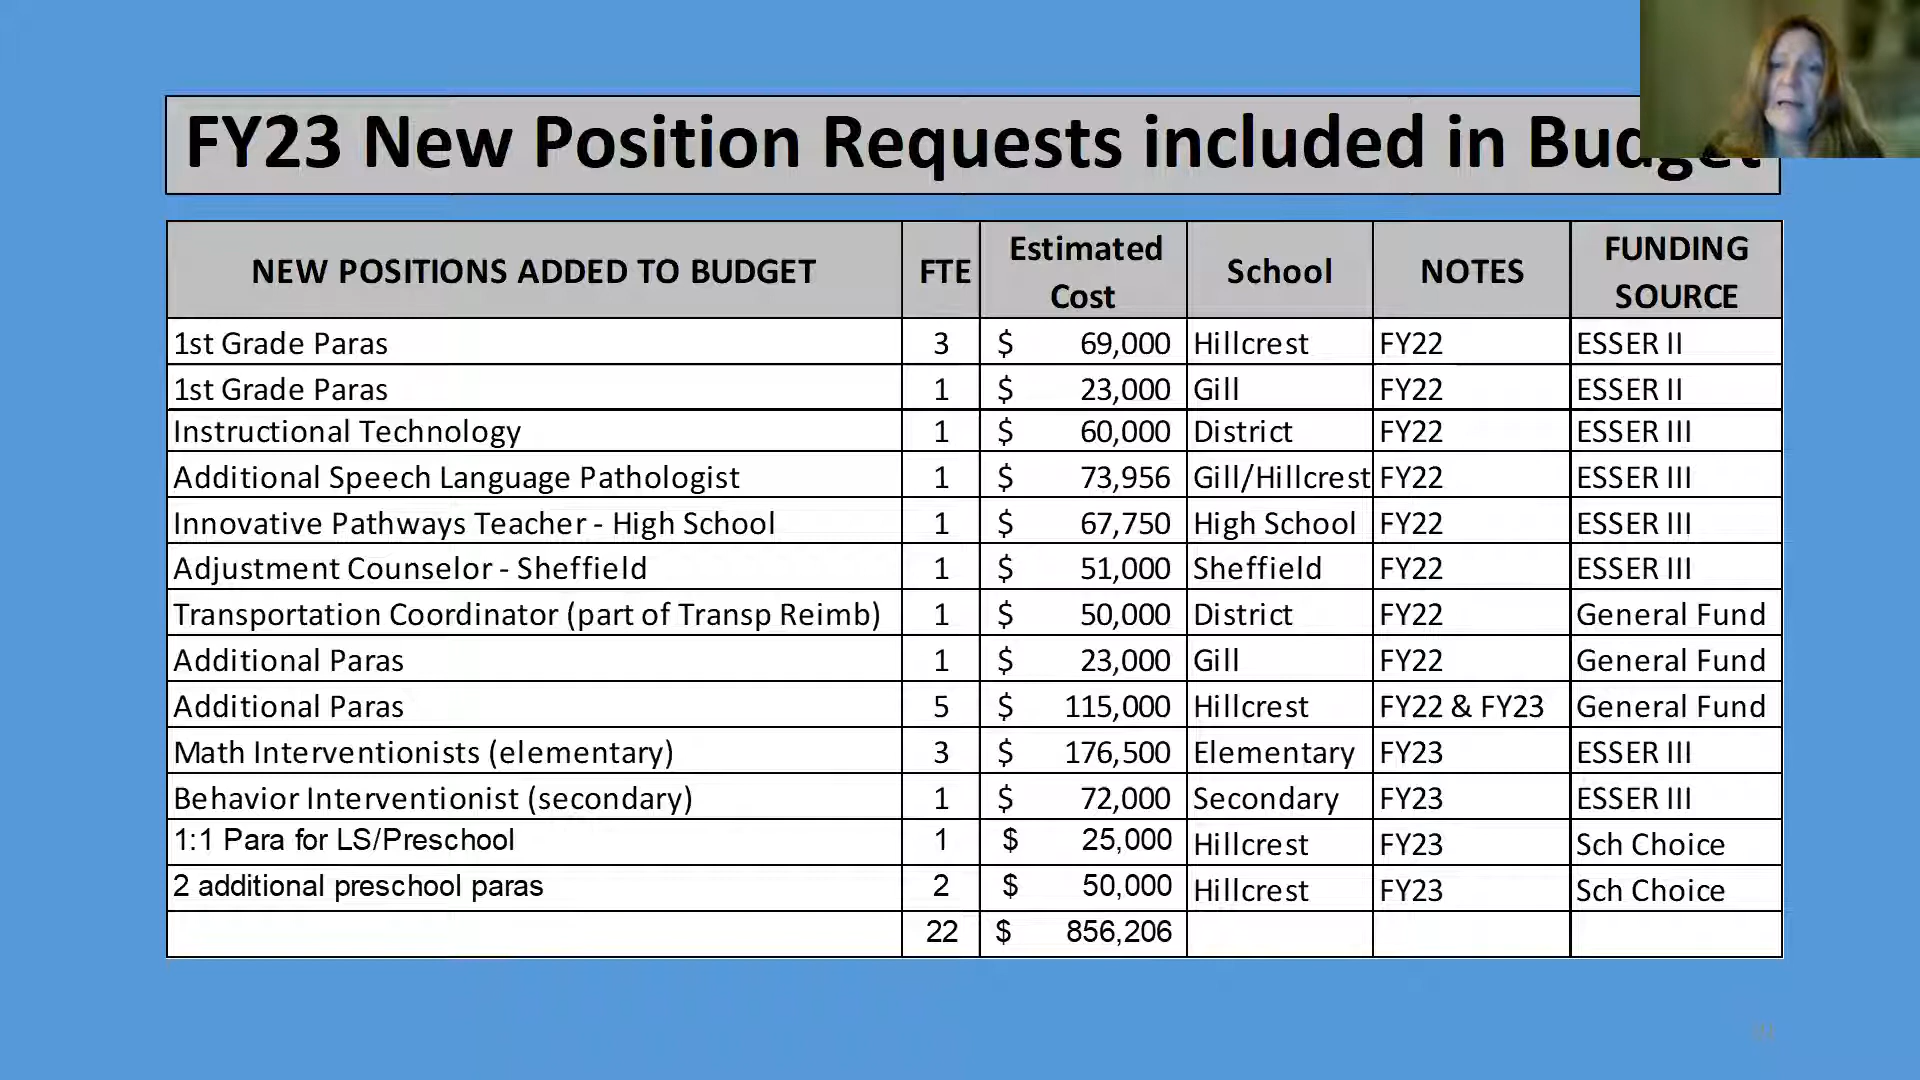 FY23 New Position Requests included in Budget
NEW POSITIONS ADDED TO BUDGET FTE Estimated Cost School NOTES FUNDING SOURCE
1st Grade Paras 3 $ 69,000 Hillcrest FY22 ESSER II
1st Grade Paras 1 $ 23,000 Gill FY22 ESSER II
Instructional Technology 1 $ 60,000 District FY22 ESSER III
Additional Speech Language Pathologist 1 $ 73,956 Gill/Hillcrest FY22 ESSER III
Innovative Pathways Teacher - High School 1 $ 67,750 High School FY22 ESSER III
Adjustment Counselor - Sheffield 1 $ 51,000 Sheffield FY22 ESSER III
Transportation Coordinator (part of Transp Reimb) 1 $ 50,000 District FY22 General Fund
Additional Paras 1 $ 23,000 Gill FY22 General Fund
Additional Paras 5 $ 115,000 Hillcrest FY22 & FY23 General Fund
Math Interventionists (elementary) 3 $ 176,500 Elementary FY23 ESSER III
Behavior Interventionist (secondary) 1 $ 72,000 Secondary FY23 ESSER III
1:1 Para for LS/Preschool 1 $ 25,000 Hillcrest FY23 Sch Choice
2 additional preschool paras 2 $ 50,000 Hillcrest FY23 Sch Choice
22 $ 856,206